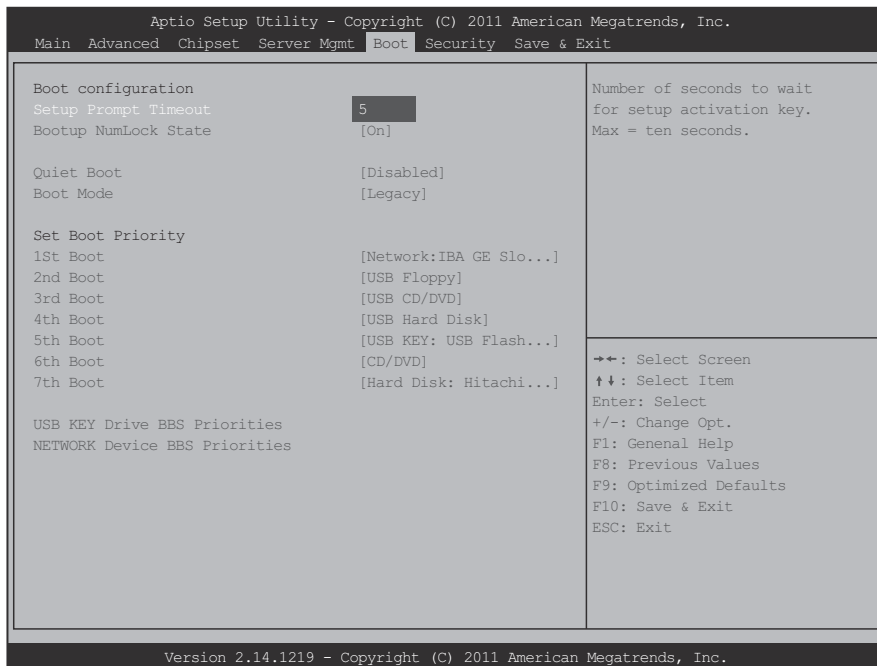 Aptio Setup Utility - Copyright (C) 2011 American Megatrends, Inc.
Main Advanced Chipset Server Mgmt Boot Security Save & Exit
Boot configuration
Setup Prompt Timeout 5
Bootup NumLock State [On]
Quiet Boot [Disabled]
Boot Mode [Legacy]
Set Boot Priority
1St Boot [Network:IBA GE Slo...]
2nd Boot [USB Floppy]
3rd Boot [USB CD/DVD]
4th Boot [USB Hard Disk]
5th Boot [USB KEY: USB Flash...]
6th Boot [CD/DVD]
7th Boot [Hard Disk: Hitachi...]
USB KEY Drive BBS Priorities
NETWORK Device BBS Priorities
Number of seconds to wait
for setup activation key.
Max = ten seconds.
→←: Select Screen
↑↓: Select Item
Enter: Select
+/-: Change Opt.
F1: Genenal Help
F8: Previous Values
F9: Optimized Defaults
F10: Save & Exit
ESC: Exit
Version 2.14.1219 - Copyright (C) 2011 American Megatrends, Inc.